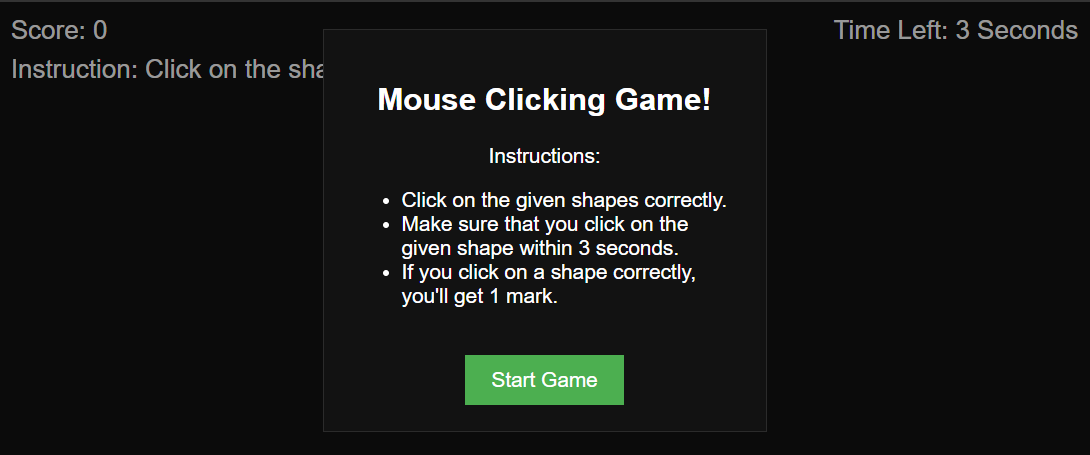 Score: 0
Time Left: 3 Seconds
Instruction: Click on the
Mouse Clicking Game!
Instructions:
• Click on the given shapes correctly.
• Make sure that you click on the
given shape within 3 seconds.
• If you click on a shape correctly,
you'll get 1 mark.
Start Game